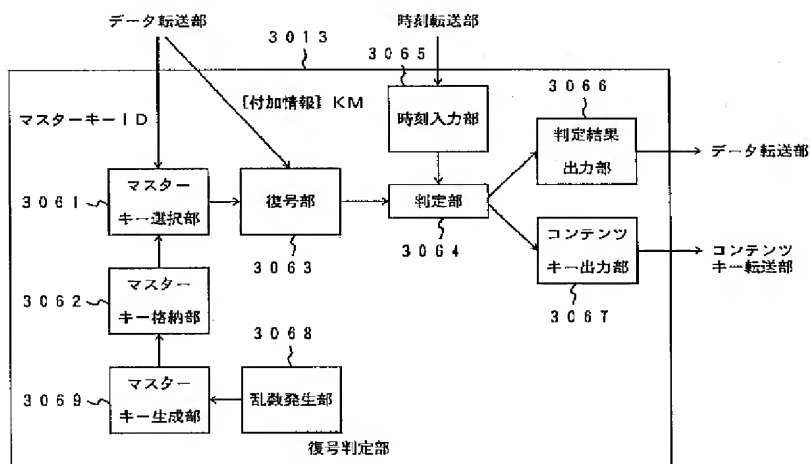 データ転送部
時刻転送部
3013
3065
3066
マスターキーID
[付加情報] KM
時刻入力部
判定結果
出力部
データ転送部
3061
マスター
キー選択部
復号部
判定部
3063
3064
コンテンツ
キー出力部
コンテンツ
キー転送部
3062
マスター
キー格納部
3068
3067
3069
マスター
キー生成部
乱数発生部
復号判定部